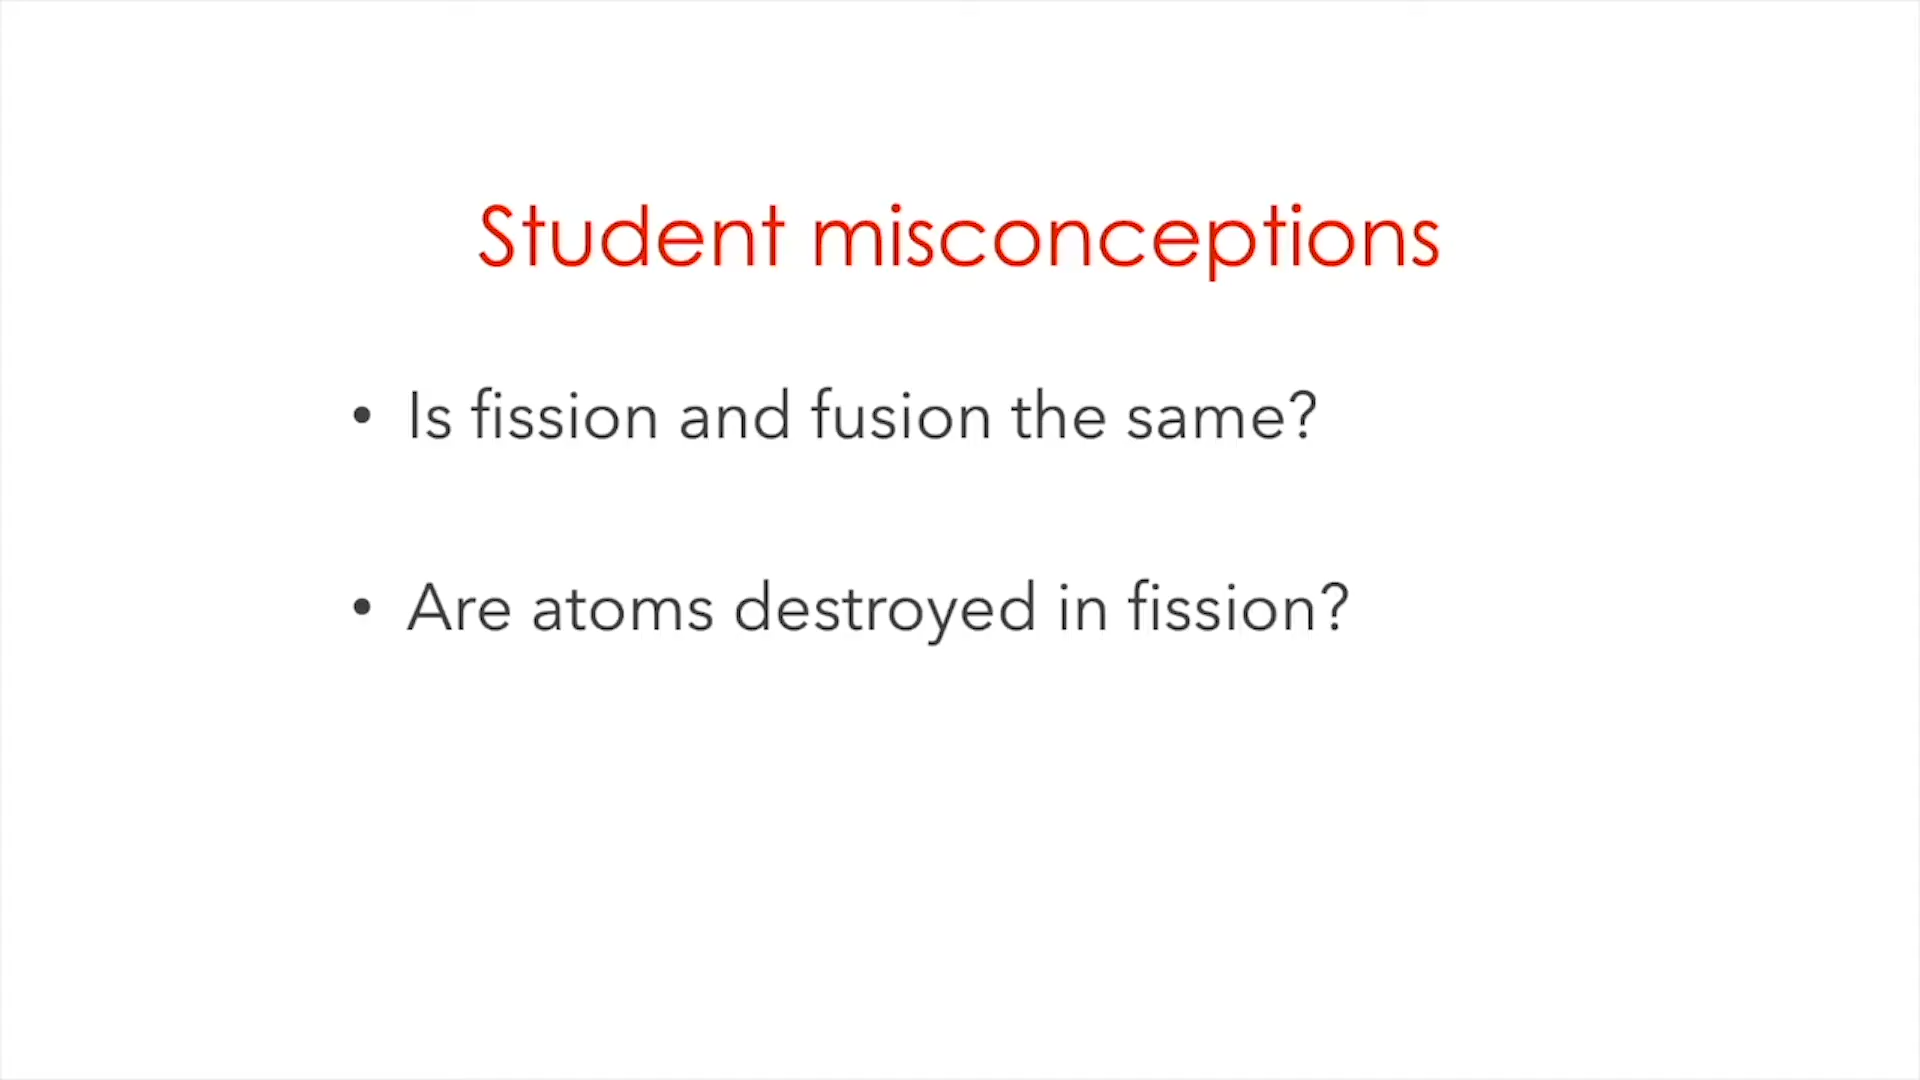 Student misconceptions
• Is fission and fusion the same?
• Are atoms destroyed in fission?